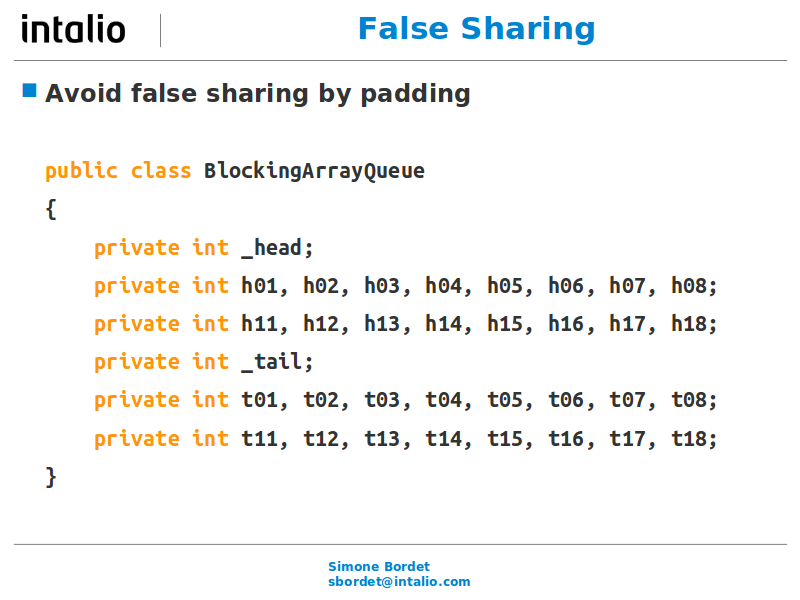 intalio
False Sharing
Avoid false sharing by padding
public class BlockingArrayQueue
{
    private int _head;
    private int h01, h02, h03, h04, h05, h06, h07, h08;
    private int h11, h12, h13, h14, h15, h16, h17, h18;
    private int _tail;
    private int t01, t02, t03, t04, t05, t06, t07, t08;
    private int t11, t12, t13, t14, t15, t16, t17, t18;
}
Simone Bordet
sbordet@intalio.com